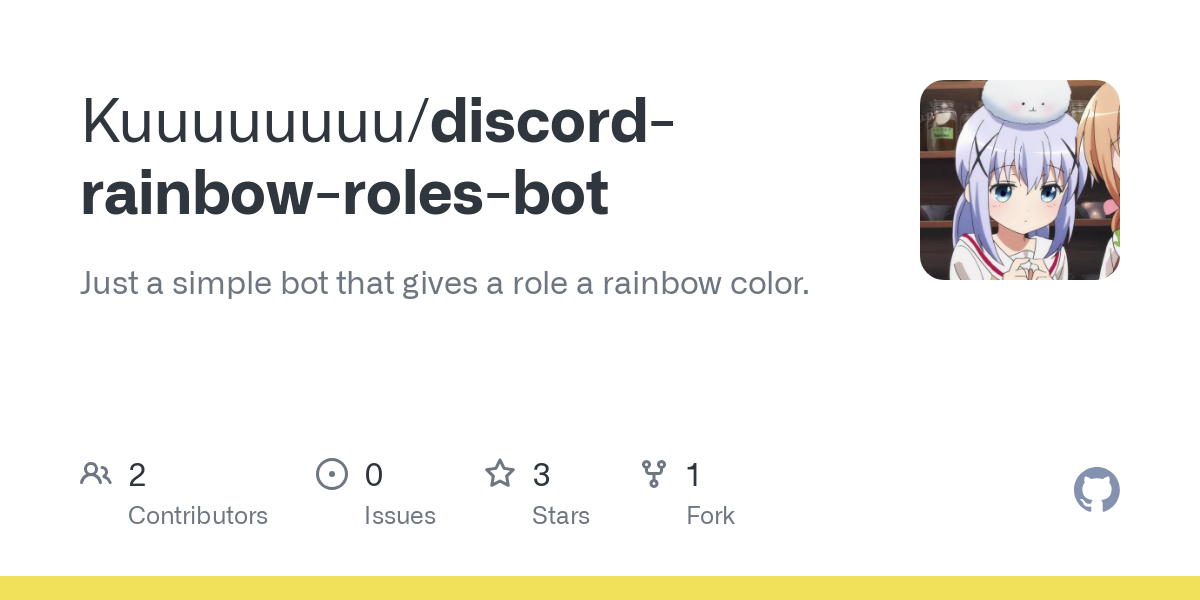 Kuuuuuuuu/discord-
rainbow-roles-bot
Just a simple bot that gives a role a rainbow color.
2
Contributors
0
Issues
3
Stars
1
Fork